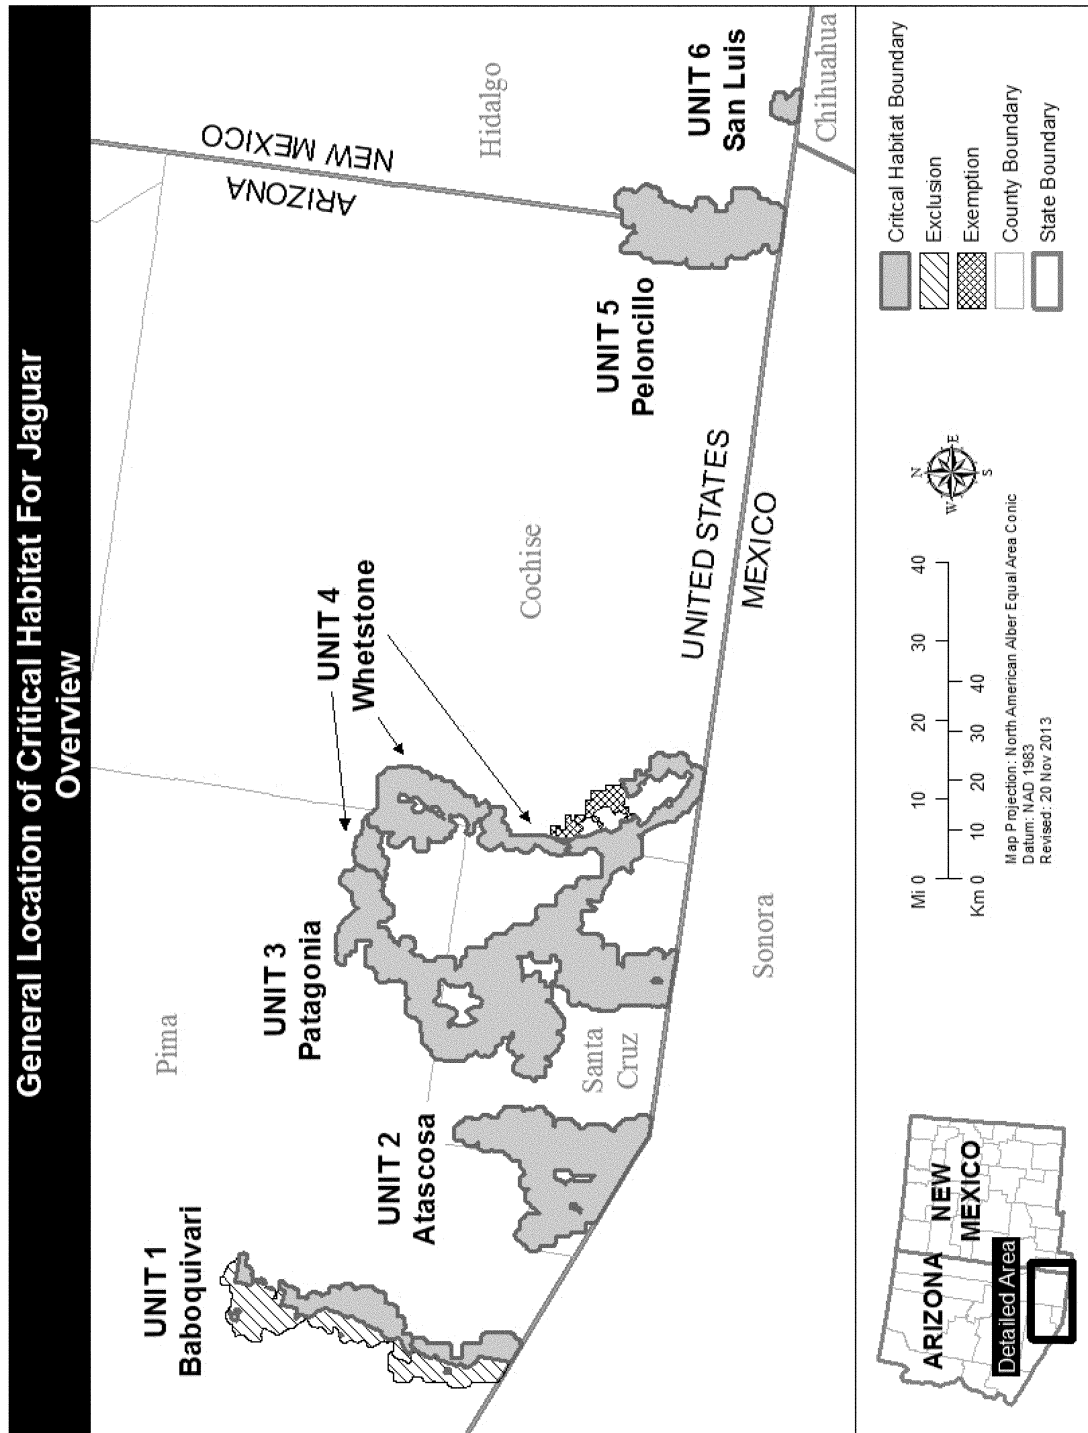 General Location of Critical Habitat For Jaguar
Overview
UNIT 1
Baboquivari
UNIT 2
Atascosa
UNIT 3
Patagonia
UNIT 4
Whetstone
UNIT 5
Peloncillo
UNIT 6
San Luis
Pima
Santa
Cruz
Cochise
Hidalgo
ARIZONA
NEW MEXICO
UNITED STATES
MEXICO
Sonora
Chihuahua
ARIZONA
NEW
MEXICO
Detailed Area
Mi 0 10 20 30 40
Km 0 10 20 30 40
Map Projection: North American Alber Equal Area Conic
Datum: NAD 1983
Revised: 20 Nov 2013
N
W
E
S
Critcal Habitat Boundary
Exclusion
Exemption
County Boundary
State Boundary